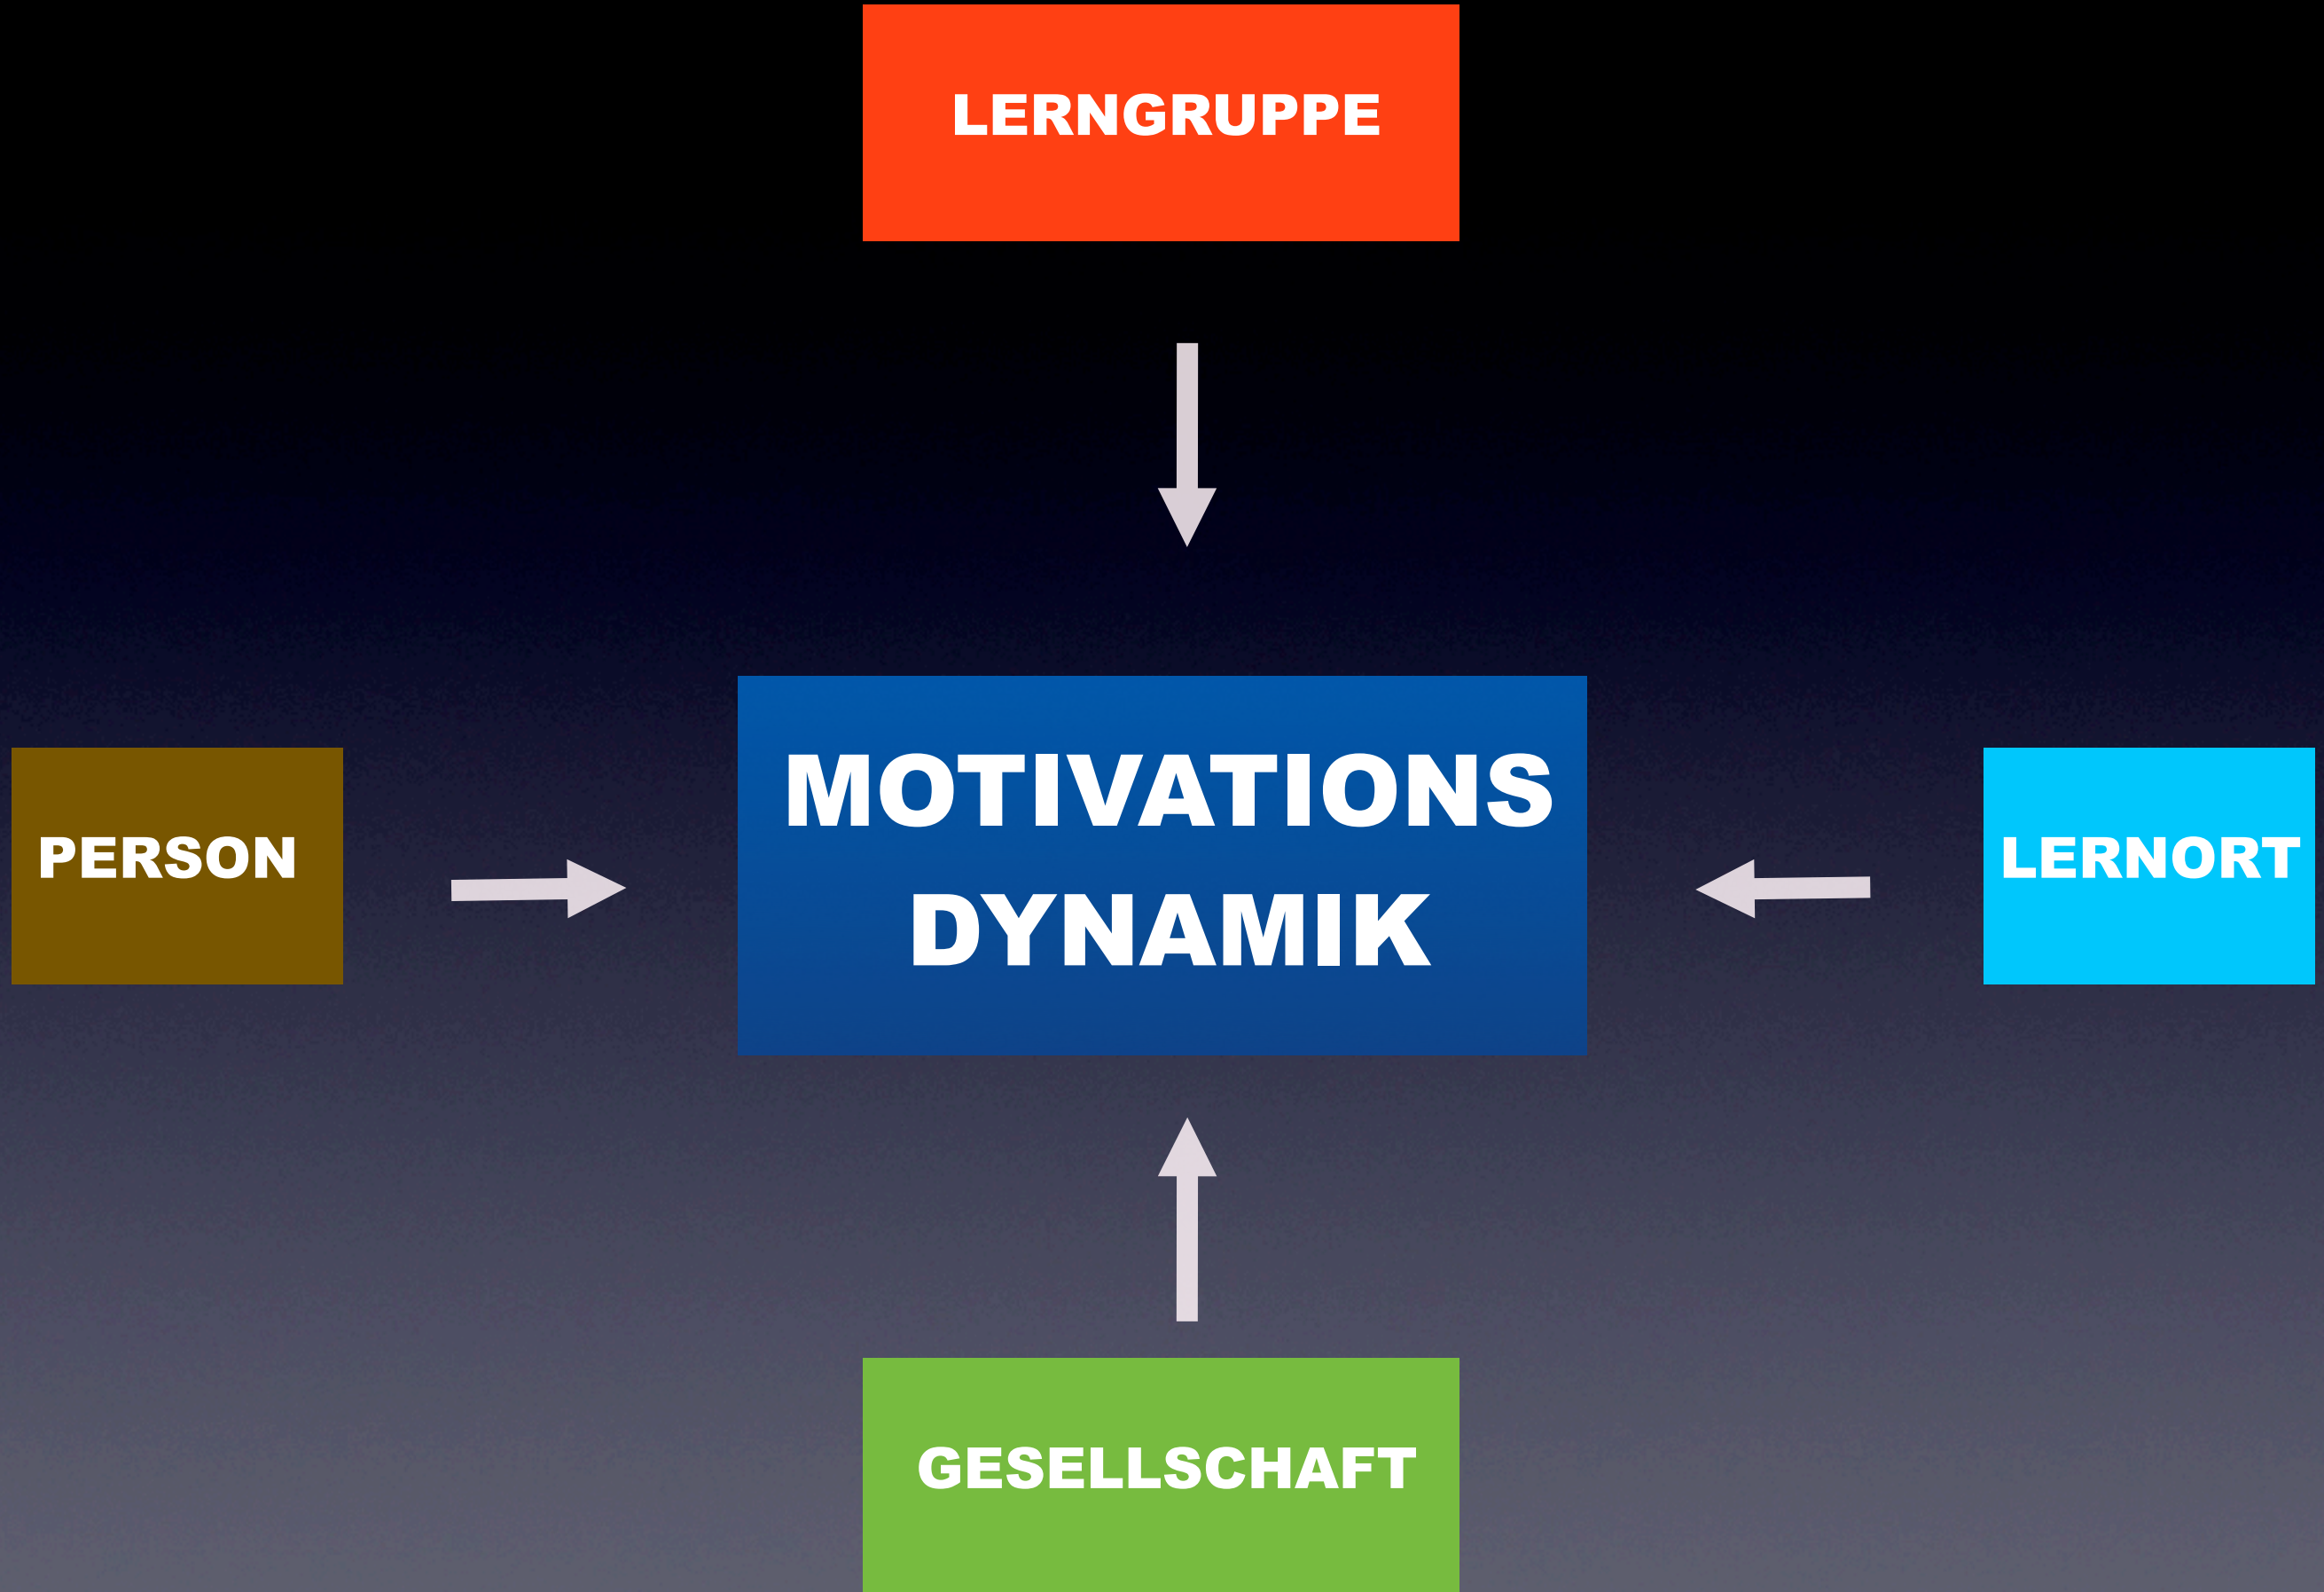 LERNGRUPPE
MOTIVATIONS
DYNAMIK
PERSON
LERNORT
GESELLSCHAFT